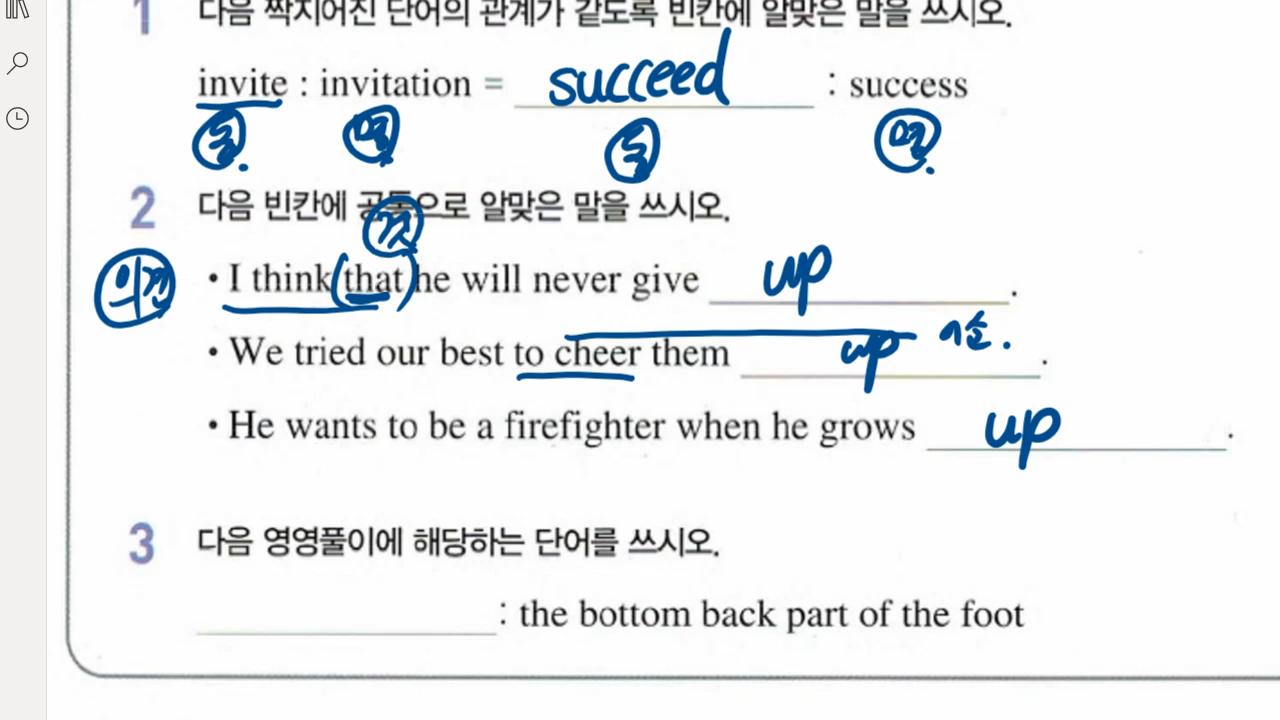 1 다음 짝지어진 단어의 관계가 같도록 빈칸에 알맞은 말을 쓰시오.
invite : invitation = succeed : success
동. 명. 동 명.
2 다음 빈칸에 공통으로 알맞은 말을 쓰시오.
것
의견 • I think (that) he will never give up .
• We tried our best to cheer them up .
• He wants to be a firefighter when he grows up .
3 다음 영영풀이에 해당하는 단어를 쓰시오.
: the bottom back part of the foot